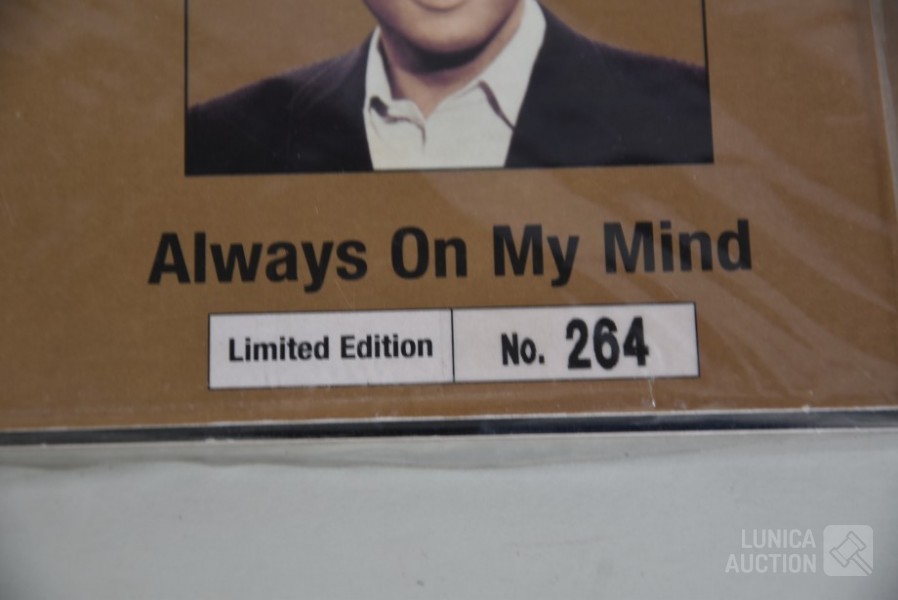 Always On My Mind
Limited Edition No. 264
LUNICA
AUCTION